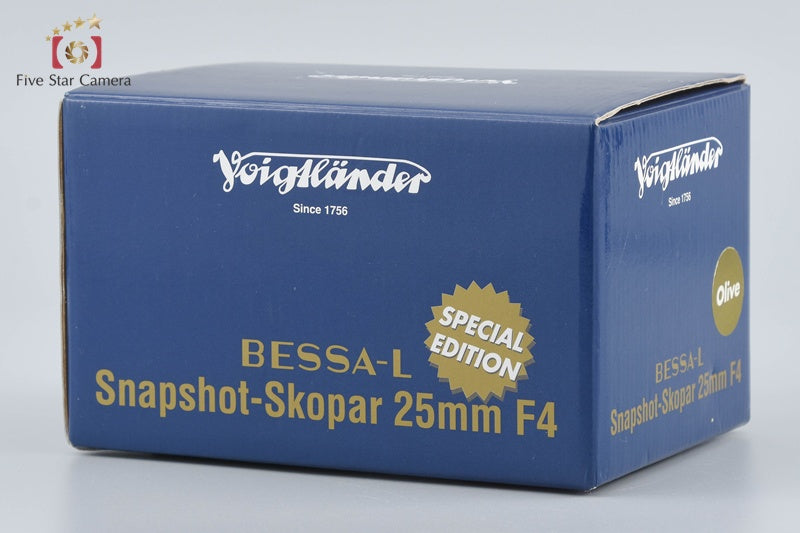 Five Star Camera
Voigtländer
Voigtländer
Since 1756
SPECIAL
EDITION
BESSA-L
Snapshot-Skopar 25mm F4
Voigtländer
Since 1756
Olive
BESSA-L
Snapshot-Skopar 25mm F4